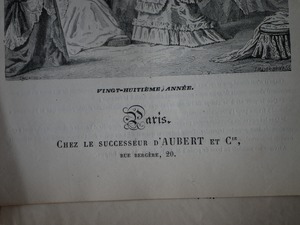 VINGT-HUITIÈME, ANNÉE.
Paris.
CHEZ LE SUCCESSEUR D'AUBERT ET Cie,
RUE BERGÈRE, 20.